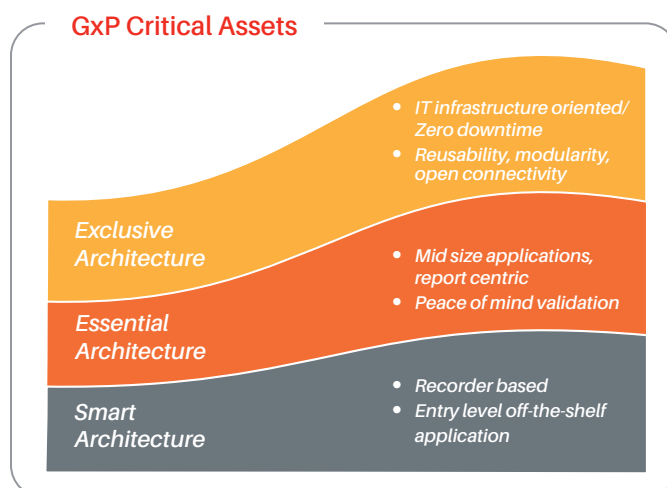 GxP Critical Assets
• IT infrastructure oriented/
Zero downtime
• Reusability, modularity,
open connectivity
Exclusive
Architecture
• Mid size applications,
report centric
• Peace of mind validation
Essential
Architecture
• Recorder based
• Entry level off-the-shelf
application
Smart
Architecture